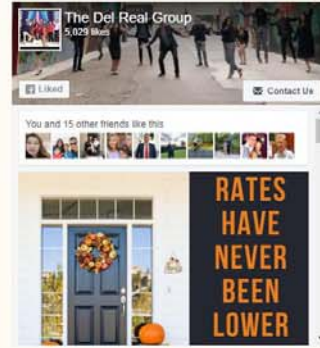 The Del Real Group
5,029 likes
Liked
Contact Us
You and 15 other friends like this
RATES
HAVE
NEVER
BEEN
LOWER